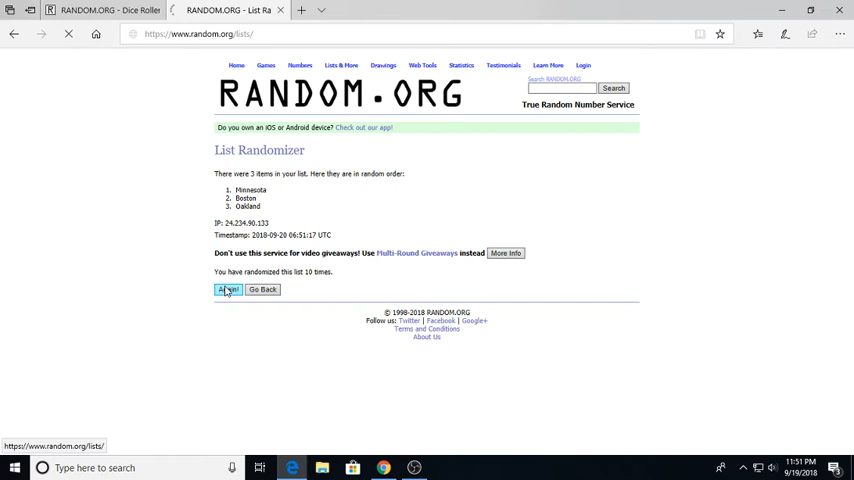 RANDOM.ORG - Dice Roller
RANDOM.ORG - List Ra
https://www.random.org/lists/
Home Games Numbers Lists & More Drawings Web Tools Statistics Testimonials Learn More Login
RANDOM.ORG
Search RANDOM.ORG
Search
True Random Number Service
Do you own an iOS or Android device? Check out our app!
List Randomizer
There were 3 items in your list. Here they are in random order:
1. Minnesota
2. Boston
3. Oakland
IP: 24.234.90.133
Timestamp: 2018-09-20 06:51:17 UTC
Don't use this service for video giveaways! Use Multi-Round Giveaways instead More Info
You have randomized this list 10 times.
Again! Go Back
© 1998-2018 RANDOM.ORG
Follow us: Twitter | Facebook | Google+
Terms and Conditions
About Us
https://www.random.org/lists/
Type here to search
11:51 PM
9/19/2018
3